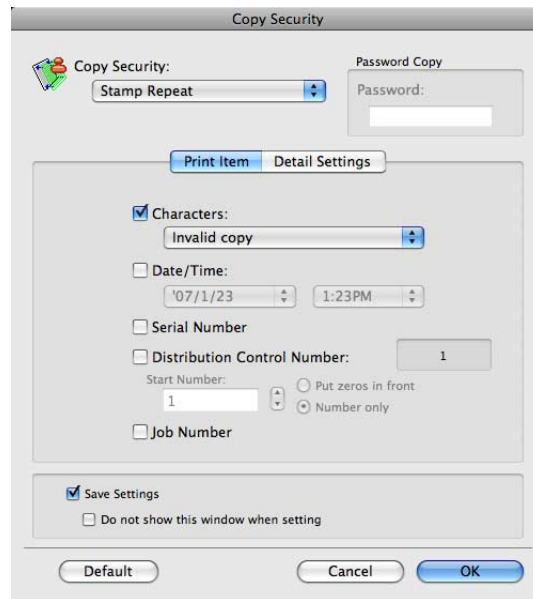 Copy Security
Copy Security:
Stamp Repeat
Password Copy
Password:
Print Item
Detail Settings
Characters:
Invalid copy
Date/Time:
'07/1/23
1:23PM
Serial Number
Distribution Control Number:
1
Start Number:
1
Put zeros in front
Number only
Job Number
Save Settings
Do not show this window when setting
Default
Cancel
OK